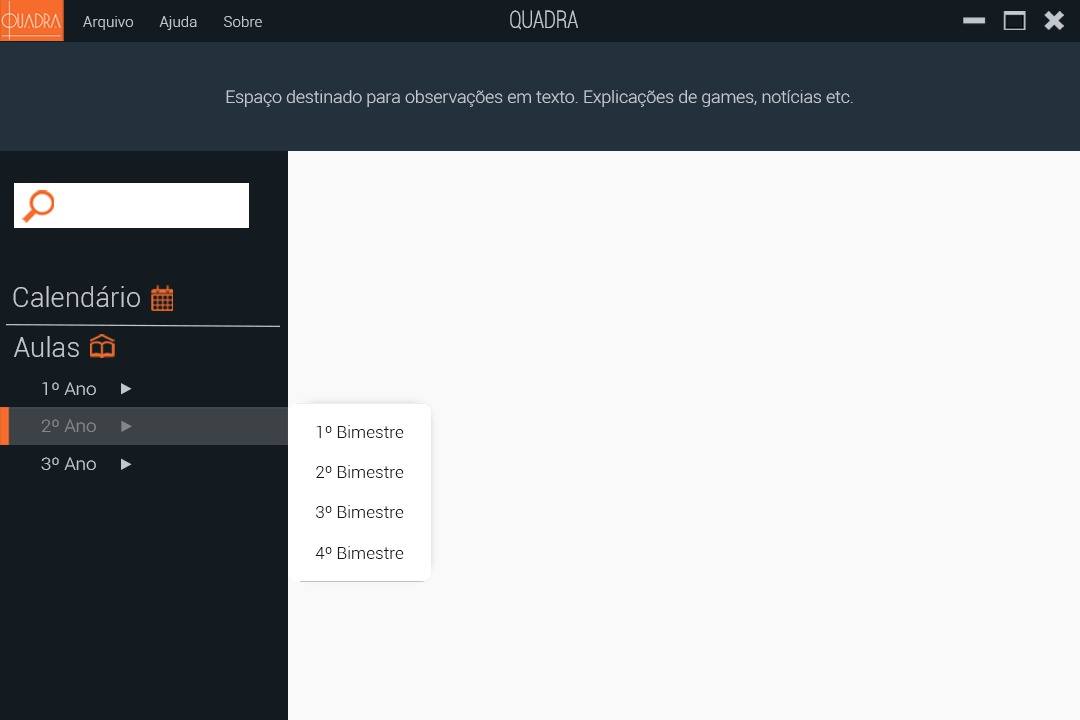 QUADRA
Arquivo Ajuda Sobre
QUADRA
Espaço destinado para observações em texto. Explicações de games, notícias etc.
Calendário
Aulas
1º Ano
2º Ano
3º Ano
1º Bimestre
2º Bimestre
3º Bimestre
4º Bimestre